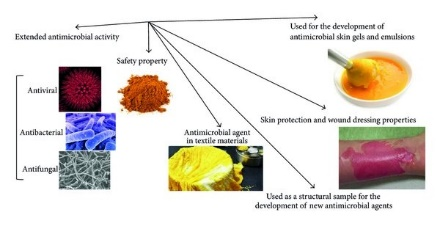 Extended antimicrobial activity
Used for the development of
antimicrobial skin gels and emulsions
Safety property
Antiviral
Antibacterial
Antifungal
Skin protection and wound dressing properties
Antimicrobial agent
in textile materials
Used as a structural sample for the
development of new antimicrobial agents